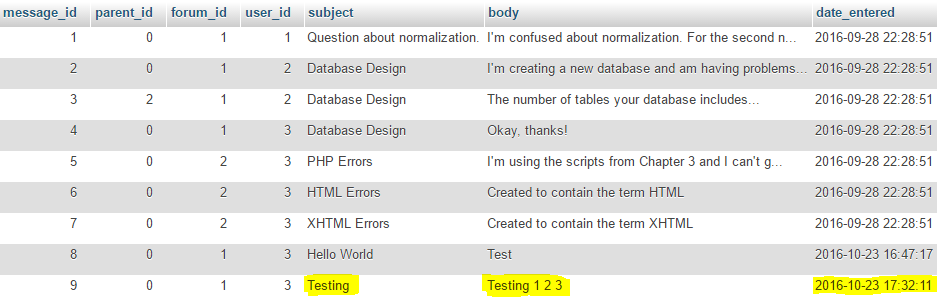 message_id parent_id forum_id user_id subject body date_entered
1 0 1 1 Question about normalization. I'm confused about normalization. For the second n... 2016-09-28 22:28:51
2 0 1 2 Database Design I'm creating a new database and am having problems... 2016-09-28 22:28:51
3 2 1 2 Database Design The number of tables your database includes... 2016-09-28 22:28:51
4 0 1 3 Database Design Okay, thanks! 2016-09-28 22:28:51
5 0 2 3 PHP Errors I'm using the scripts from Chapter 3 and I can't g... 2016-09-28 22:28:51
6 0 2 3 HTML Errors Created to contain the term HTML 2016-09-28 22:28:51
7 0 2 3 XHTML Errors Created to contain the term XHTML 2016-09-28 22:28:51
8 0 1 3 Hello World Test 2016-10-23 16:47:17
9 0 1 3 Testing Testing 1 2 3 2016-10-23 17:32:11